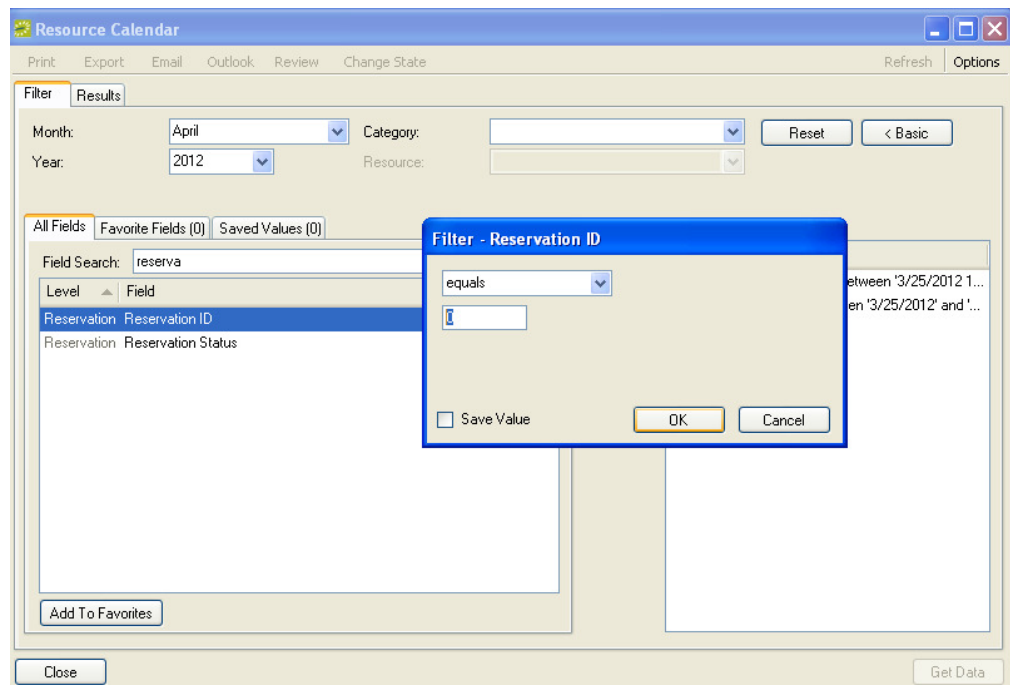 Resource Calendar
Print Export Email Outlook Review Change State Refresh Options
Filter Results
Month: April Category: Reset < Basic
Year: 2012 Resource:
All Fields Favorite Fields (0) Saved Values (0)
Filter - Reservation ID
Field Search: reserva
equals
etween '3/25/2012 1...
Level Field
en '3/25/2012' and '...
Reservation Reservation ID
0
Reservation Reservation Status
Save Value OK Cancel
Add To Favorites
Close Get Data